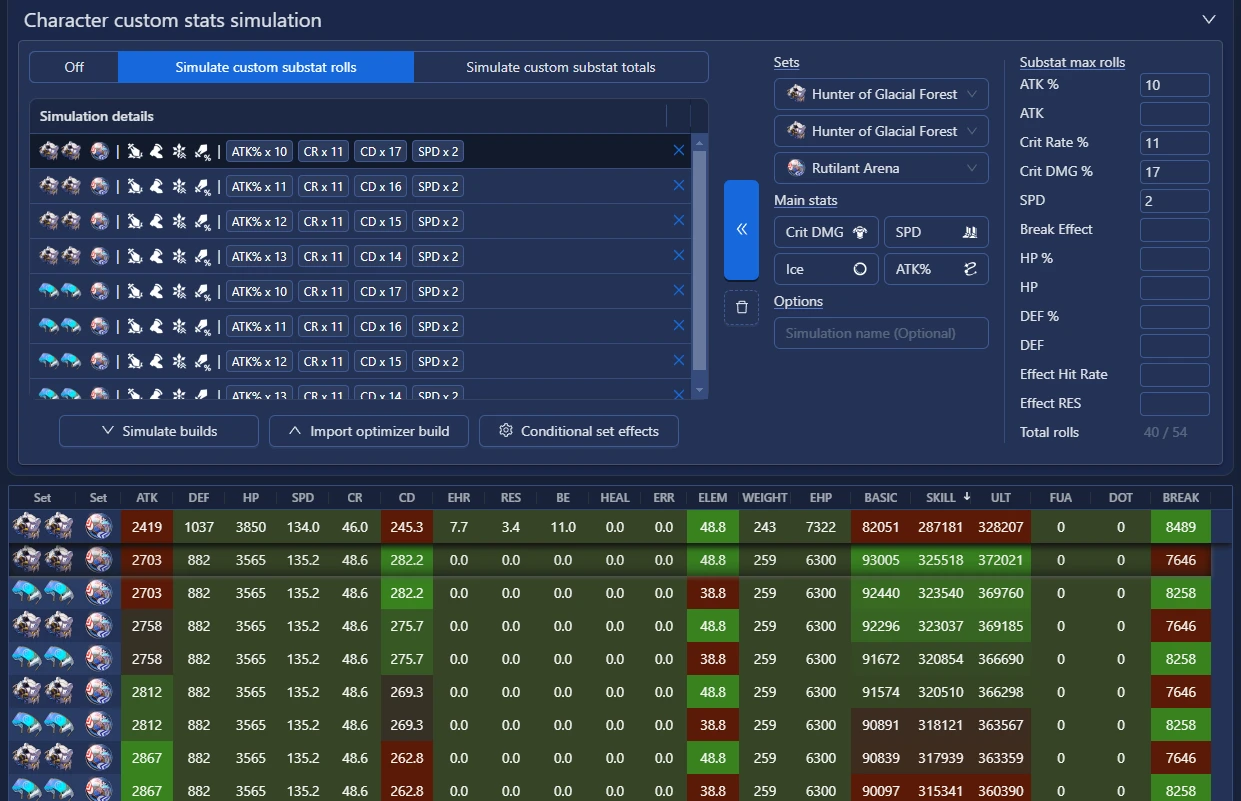 Character custom stats simulation
Off Simulate custom substat rolls Simulate custom substat totals
Simulation details
| | ATK% x 10 CR x 11 CD x 17 SPD x 2
| | ATK% x 11 CR x 11 CD x 16 SPD x 2
| | ATK% x 12 CR x 11 CD x 15 SPD x 2
| | ATK% x 13 CR x 11 CD x 14 SPD x 2
| | ATK% x 10 CR x 11 CD x 17 SPD x 2
| | ATK% x 11 CR x 11 CD x 16 SPD x 2
| | ATK% x 12 CR x 11 CD x 15 SPD x 2
| | ATK% x 13 CR x 11 CD x 14 SPD x 2
Simulate builds Import optimizer build Conditional set effects
Sets
Hunter of Glacial Forest
Hunter of Glacial Forest
Rutilant Arena
Main stats
Crit DMG SPD
Ice ATK%
Options
Simulation name (Optional)
Substat max rolls
ATK % 10
ATK
Crit Rate % 11
Crit DMG % 17
SPD 2
Break Effect
HP %
HP
DEF %
DEF
Effect Hit Rate
Effect RES
Total rolls 40 / 54
Set Set ATK DEF HP SPD CR CD EHR RES BE HEAL ERR ELEM WEIGHT EHP BASIC SKILL ULT FUA DOT BREAK
2419 1037 3850 134.0 46.0 245.3 7.7 3.4 11.0 0.0 0.0 48.8 243 7322 82051 287181 328207 0 0 8489
2703 882 3565 135.2 48.6 282.2 0.0 0.0 0.0 0.0 0.0 48.8 259 6300 93005 325518 372021 0 0 7646
2703 882 3565 135.2 48.6 282.2 0.0 0.0 0.0 0.0 0.0 38.8 259 6300 92440 323540 369760 0 0 8258
2758 882 3565 135.2 48.6 275.7 0.0 0.0 0.0 0.0 0.0 48.8 259 6300 92296 323037 369185 0 0 7646
2758 882 3565 135.2 48.6 275.7 0.0 0.0 0.0 0.0 0.0 38.8 259 6300 91672 320854 366690 0 0 8258
2812 882 3565 135.2 48.6 269.3 0.0 0.0 0.0 0.0 0.0 48.8 259 6300 91574 320510 366298 0 0 7646
2812 882 3565 135.2 48.6 269.3 0.0 0.0 0.0 0.0 0.0 38.8 259 6300 90891 318121 363567 0 0 8258
2867 882 3565 135.2 48.6 262.8 0.0 0.0 0.0 0.0 0.0 48.8 259 6300 90839 317939 363359 0 0 7646
2867 882 3565 135.2 48.6 262.8 0.0 0.0 0.0 0.0 0.0 38.8 259 6300 90097 315341 360390 0 0 8258